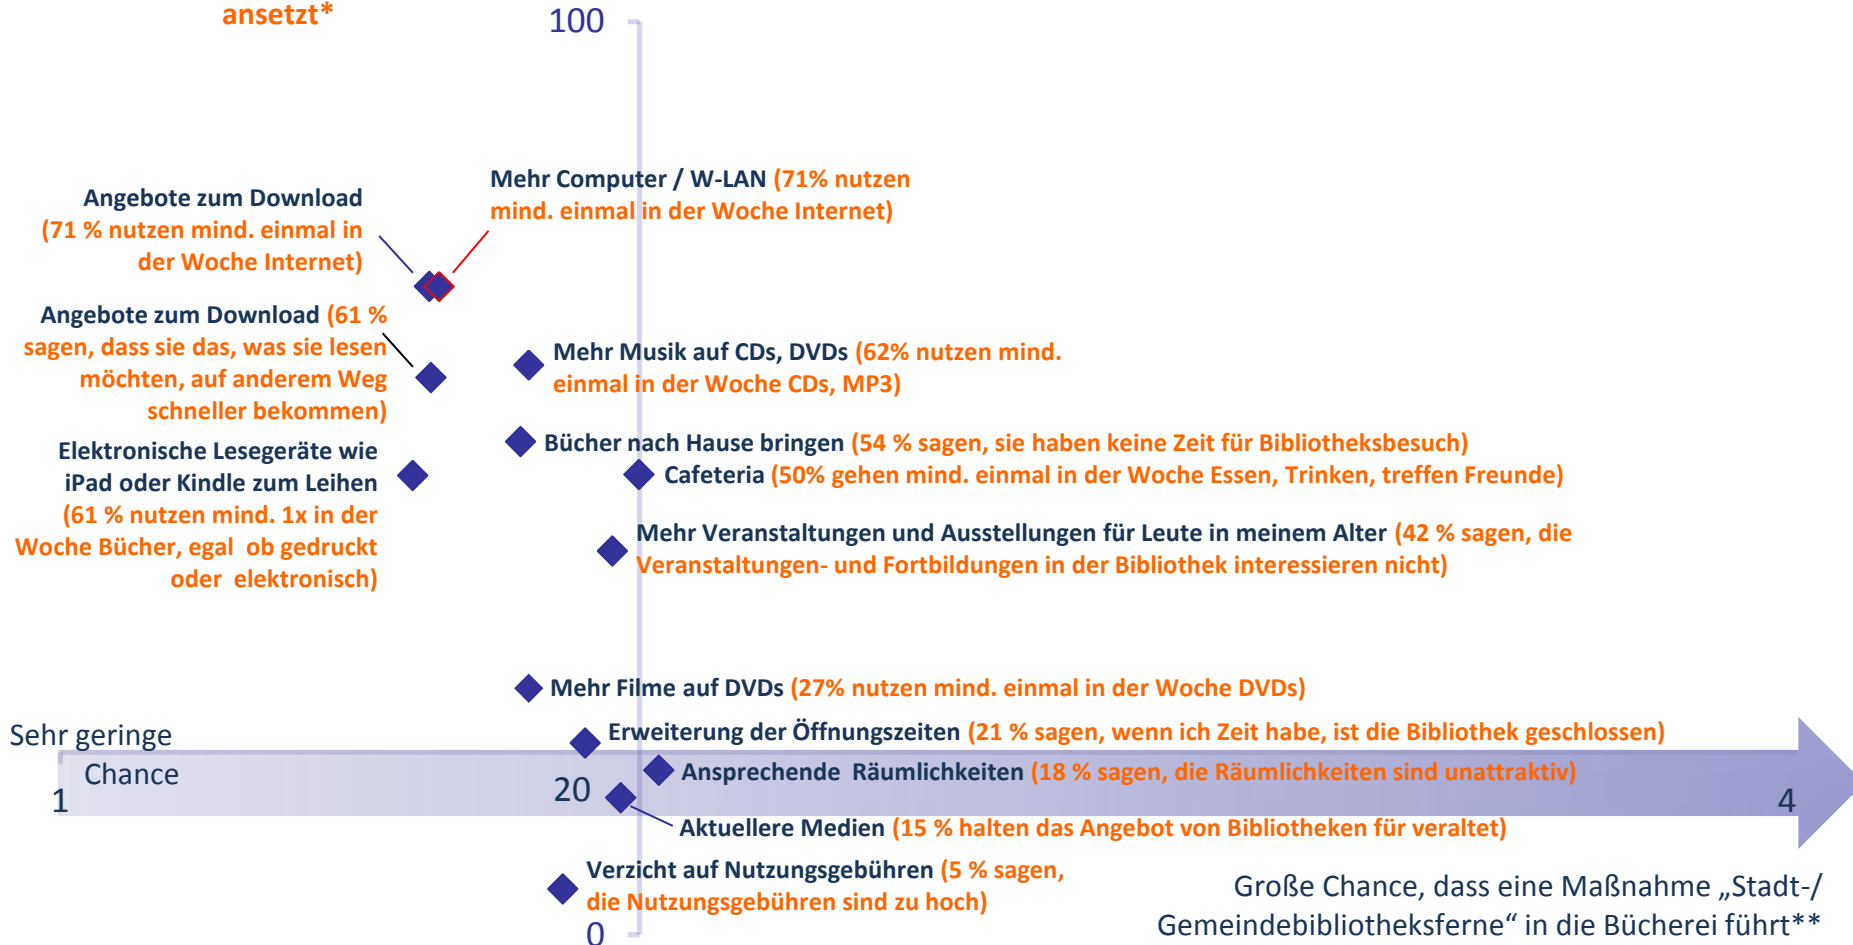 ansetzt*
100
Mehr Computer / W-LAN (71% nutzen
mind. einmal in der Woche Internet)
Angebote zum Download
(71 % nutzen mind. einmal in
der Woche Internet)
Angebote zum Download (61 %
sagen, dass sie das, was sie lesen
möchten, auf anderem Weg
schneller bekommen)
Mehr Musik auf CDs, DVDs (62% nutzen mind.
einmal in der Woche CDs, MP3)
Bücher nach Hause bringen (54 % sagen, sie haben keine Zeit für Bibliotheksbesuch)
Elektronische Lesegeräte wie
iPad oder Kindle zum Leihen
(61 % nutzen mind. 1x in der
Woche Bücher, egal ob gedruckt
oder elektronisch)
Cafeteria (50% gehen mind. einmal in der Woche Essen, Trinken, treffen Freunde)
Mehr Veranstaltungen und Ausstellungen für Leute in meinem Alter (42 % sagen, die
Veranstaltungen- und Fortbildungen in der Bibliothek interessieren nicht)
Mehr Filme auf DVDs (27% nutzen mind. einmal in der Woche DVDs)
Erweiterung der Öffnungszeiten (21 % sagen, wenn ich Zeit habe, ist die Bibliothek geschlossen)
Sehr geringe
Chance
1
20
Ansprechende Räumlichkeiten (18 % sagen, die Räumlichkeiten sind unattraktiv)
4
Aktuellere Medien (15 % halten das Angebot von Bibliotheken für veraltet)
Verzicht auf Nutzungsgebühren (5 % sagen,
die Nutzungsgebühren sind zu hoch)
0
Große Chance, dass eine Maßnahme „Stadt-/
Gemeindebibliotheksferne“ in die Bücherei führt**